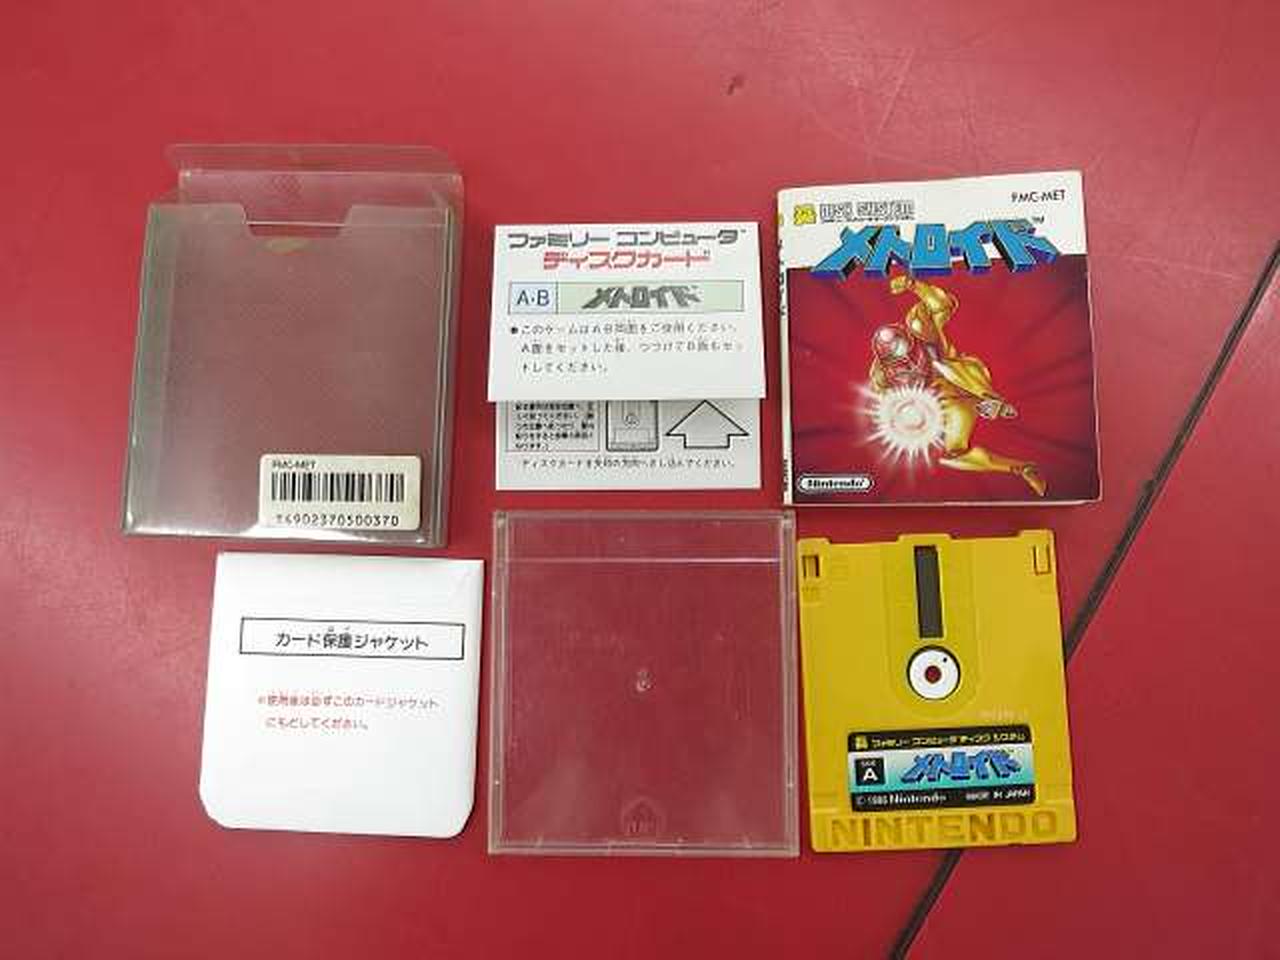 FMC-MET
T4902370500370
ファミリー コンピュータ™
ディスクカード
A・B
メトロイド
●このゲームはA・B両面をご使用ください。
A面をセットした後、つづけてB面もセッ
トしてください。
ディスクカードを矢印の方向へさし込んでください。
FMC-MET
DISK SYSTEM
メトロイド™
Nintendo
カード保護ジャケット
※使用後は必ずこのカードジャケット
にもどしてください。
ファミリー コンピュータ ディスク システム
SIDE
A
メトロイド
© 1986 Nintendo MADE IN JAPAN
NINTENDO